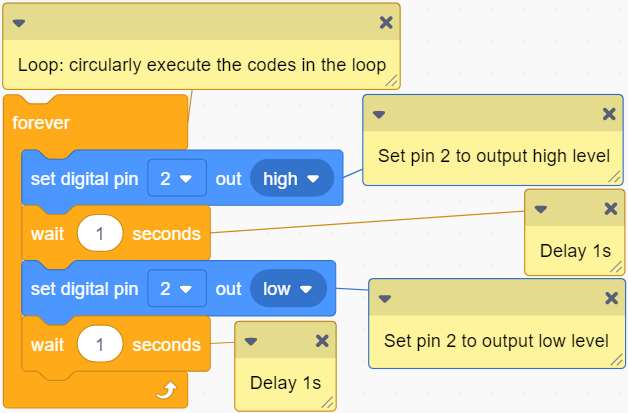 Loop: circularly execute the codes in the loop
forever
set digital pin 2 out high
Set pin 2 to output high level
wait 1 seconds
Delay 1s
set digital pin 2 out low
Set pin 2 to output low level
wait 1 seconds
Delay 1s